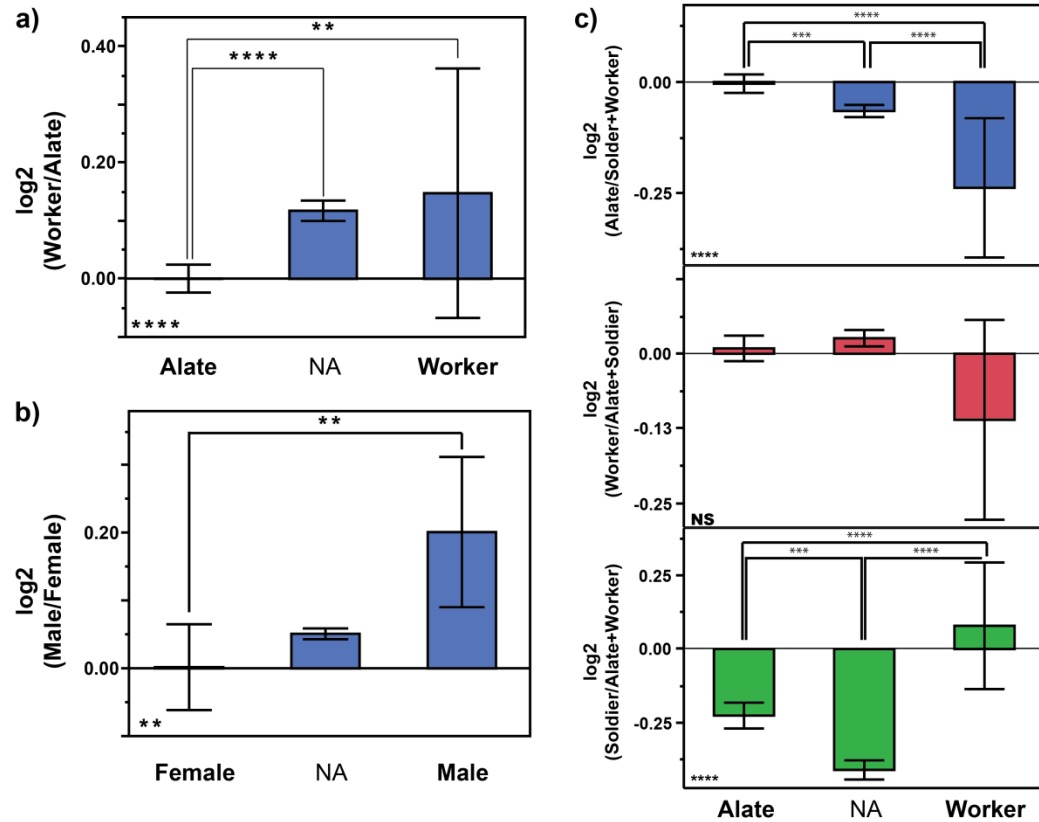 a)
log2
(Worker/Alate)
0.40
0.20
0.00
**
****
****
Alate NA Worker
b)
log2
(Male/Female)
0.20
0.00
**
**
Female NA Male
c)
log2
(Alate/Solder+Worker)
0.00
-0.25
****
*** ****
****
log2
(Worker/Alate+Soldier)
0.00
-0.13
-0.25
NS
log2
(Soldier/Alate+Worker)
0.25
0.00
-0.25
****
*** ****
****
Alate NA Worker